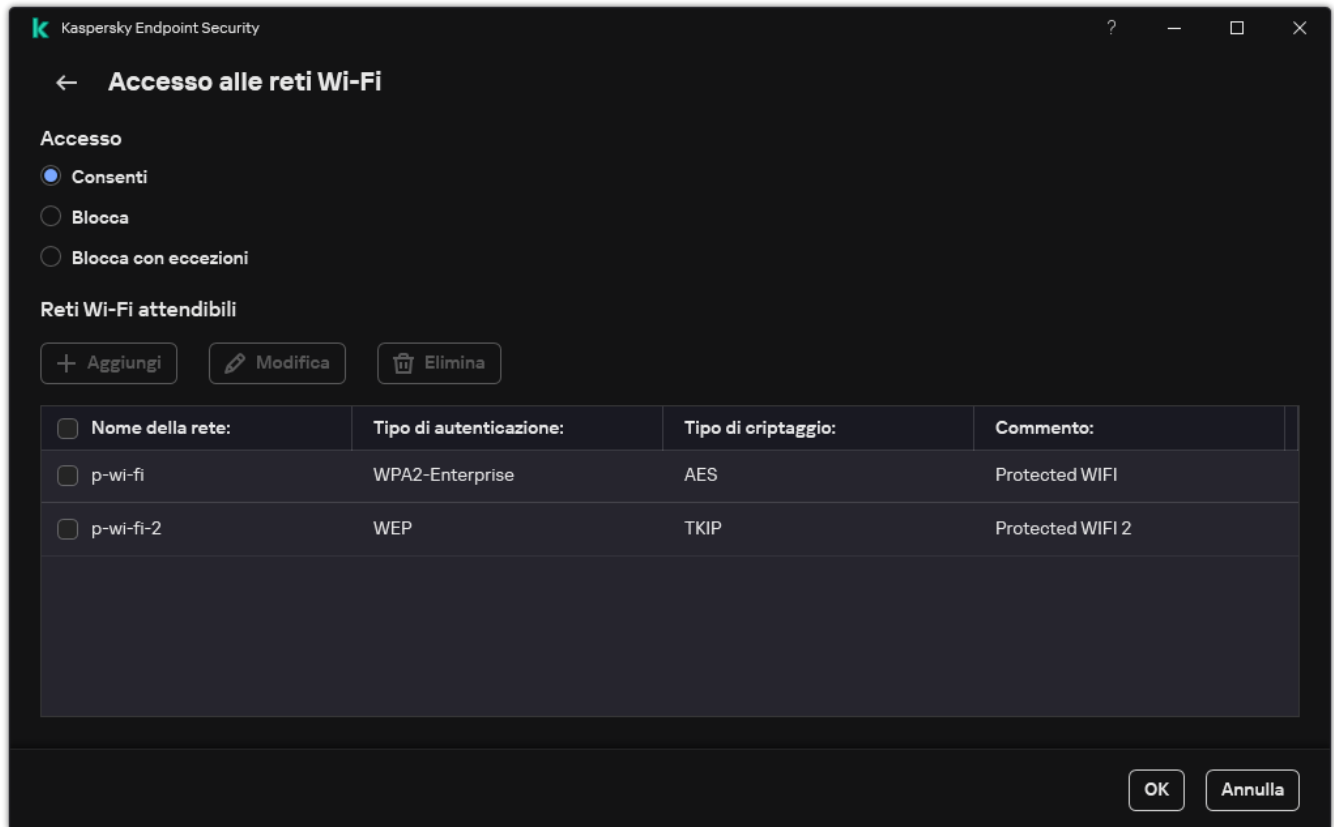 Kaspersky Endpoint Security ?
Accesso alle reti Wi-Fi
Accesso
Consenti
Blocca
Blocca con eccezioni
Reti Wi-Fi attendibili
Aggiungi Modifica Elimina
Nome della rete: Tipo di autenticazione: Tipo di criptaggio: Commento:
p-wi-fi WPA2-Enterprise AES Protected WIFI
p-wi-fi-2 WEP TKIP Protected WIFI 2
OK Annulla